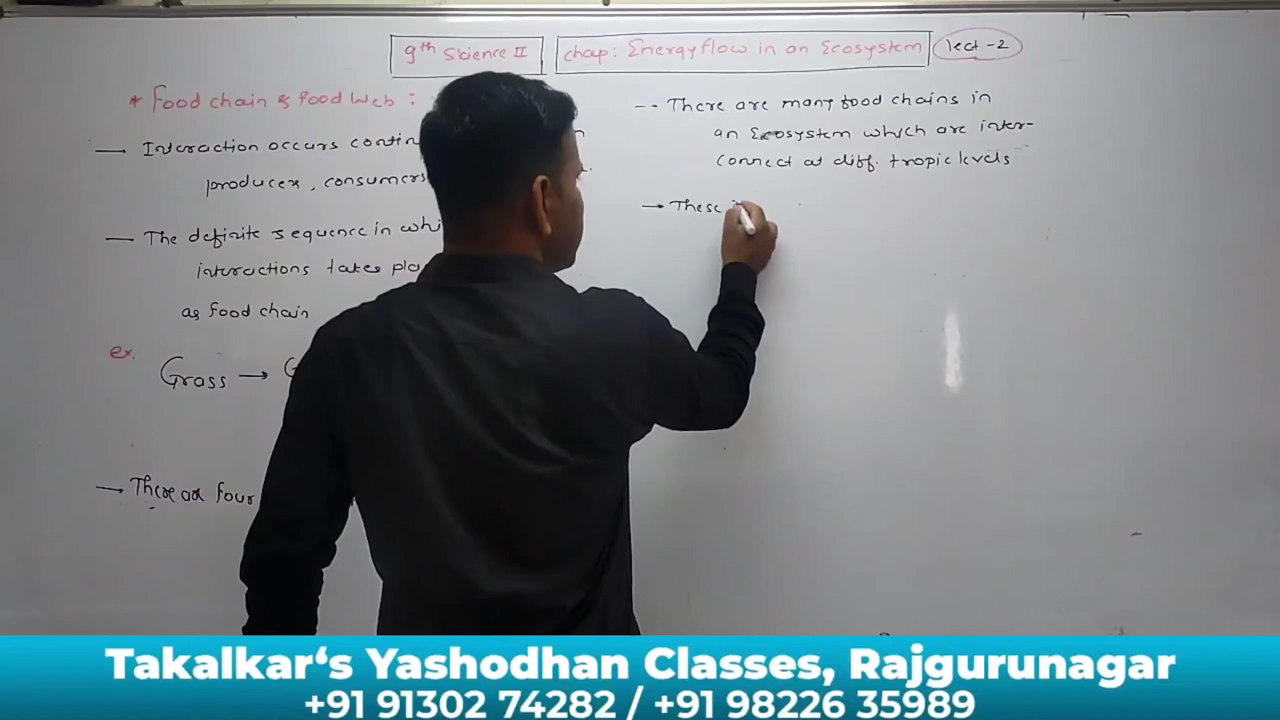 9th Science II
chap: Energy flow in an Ecosystem
lect-2
* Food chain & Food Web :
— Interaction occurs contin
producers, consumers
— The definite sequence in whi
interactions takes pla
as food chain
ex.
Grass → G
→ There are four
-- There are many food chains in
an Ecosystem which are inter-
connect at diff. tropic levels
→ These i
Takalkar‘s Yashodhan Classes, Rajgurunagar
+91 91302 74282 / +91 98226 35989